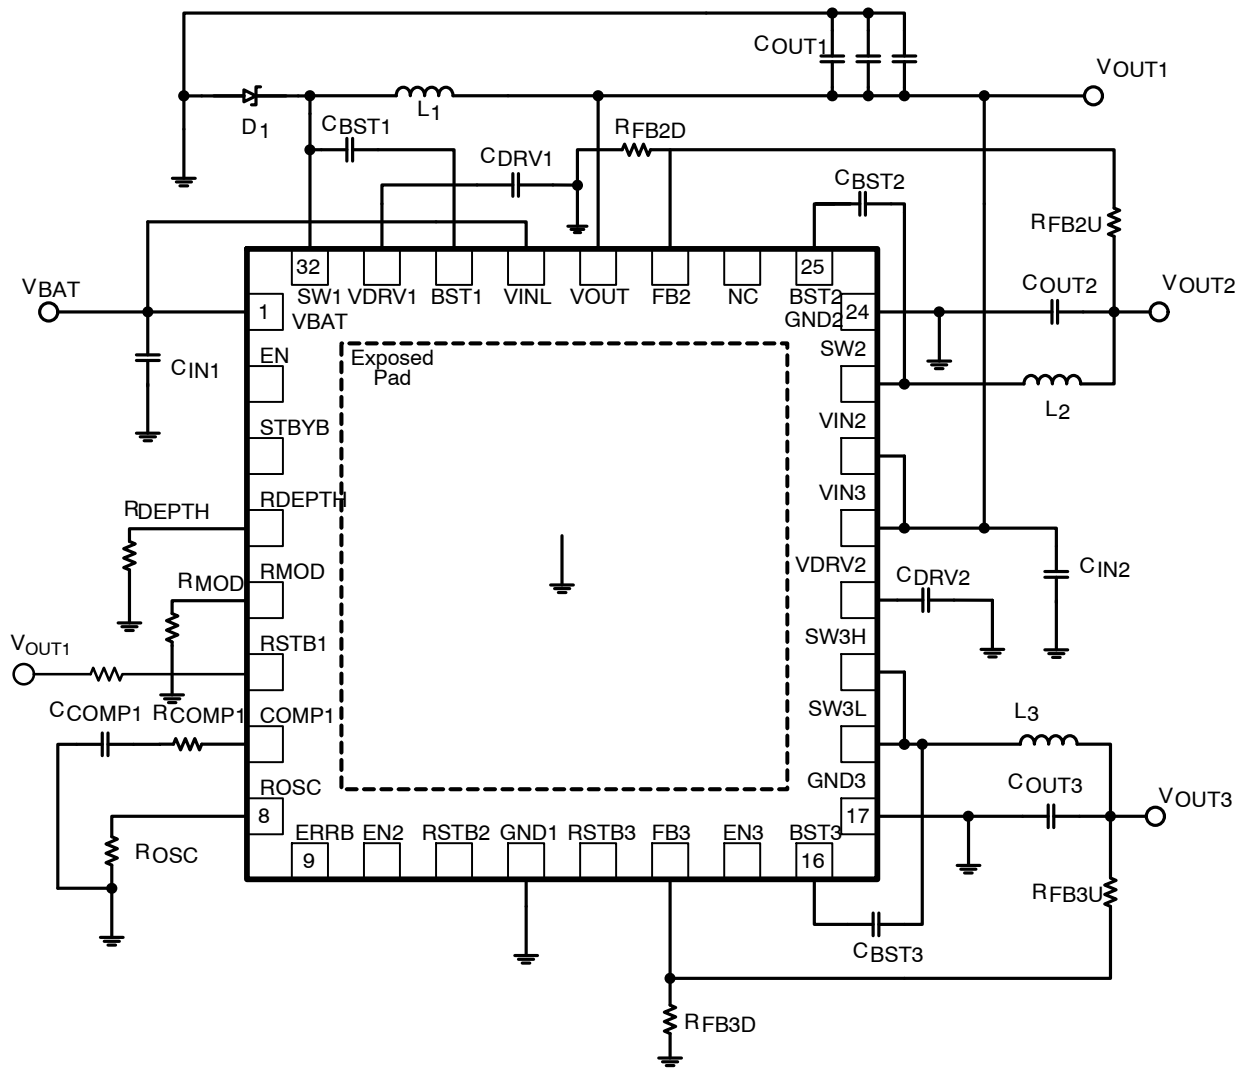 COUT1
VOUT1
D1
L1
CBST1
RFB2D
CDRV1
CBST2
RFB2U
VBAT
32
25
SW1
VDRV1
BST1
VINL
VOUT
FB2
NC
BST2
COUT2
VOUT2
1
VBAT
GND2
24
CIN1
EN
Exposed
Pad
SW2
L2
STBYB
VIN2
RDEPTH
RDEPTH
VIN3
RMOD
RMOD
VDRV2
CDRV2
CIN2
VOUT1
RSTB1
SW3H
CCOMP1
RCOMP1
COMP1
SW3L
L3
ROSC
GND3
COUT3
VOUT3
8
17
ROSC
ERRB
EN2
RSTB2
GND1
RSTB3
FB3
EN3
BST3
9
16
RFB3U
CBST3
RFB3D